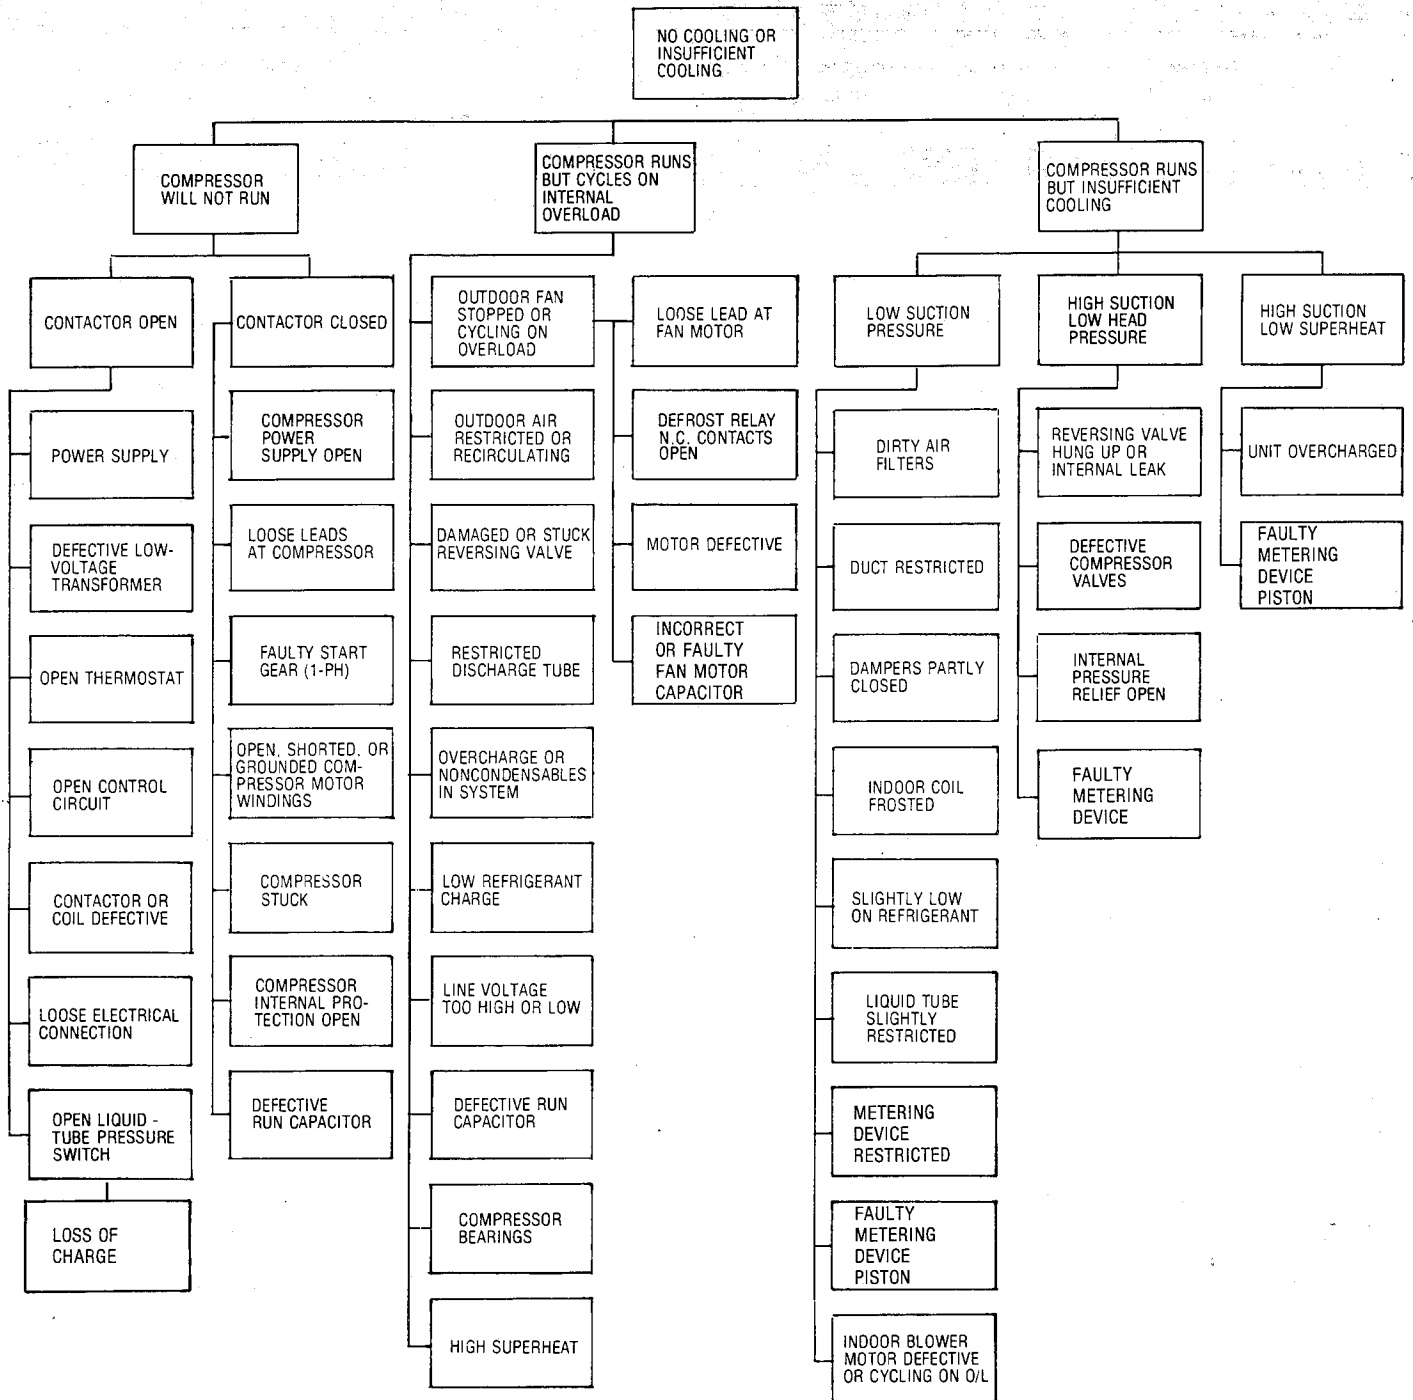 NO COOLING OR
INSUFFICIENT
COOLING
COMPRESSOR
WILL NOT RUN
COMPRESSOR RUNS
BUT CYCLES ON
INTERNAL
OVERLOAD
COMPRESSOR RUNS
BUT INSUFFICIENT
COOLING
CONTACTOR OPEN
POWER SUPPLY
DEFECTIVE LOW-
VOLTAGE
TRANSFORMER
OPEN THERMOSTAT
OPEN CONTROL
CIRCUIT
CONTACTOR OR
COIL DEFECTIVE
LOOSE ELECTRICAL
CONNECTION
OPEN LIQUID -
TUBE PRESSURE
SWITCH
LOSS OF
CHARGE
CONTACTOR CLOSED
COMPRESSOR
POWER
SUPPLY OPEN
LOOSE LEADS
AT COMPRESSOR
FAULTY START
GEAR (1-PH)
OPEN, SHORTED, OR
GROUNDED COM-
PRESSOR MOTOR
WINDINGS
COMPRESSOR
STUCK
COMPRESSOR
INTERNAL PRO-
TECTION OPEN
DEFECTIVE
RUN CAPACITOR
OUTDOOR FAN
STOPPED OR
CYCLING ON
OVERLOAD
OUTDOOR AIR
RESTRICTED OR
RECIRCULATING
DAMAGED OR STUCK
REVERSING VALVE
RESTRICTED
DISCHARGE TUBE
OVERCHARGE OR
NONCONDENSABLES
IN SYSTEM
LOW REFRIGERANT
CHARGE
LINE VOLTAGE
TOO HIGH OR LOW
DEFECTIVE RUN
CAPACITOR
COMPRESSOR
BEARINGS
HIGH SUPERHEAT
LOOSE LEAD AT
FAN MOTOR
DEFROST RELAY
N.C. CONTACTS
OPEN
MOTOR DEFECTIVE
INCORRECT
OR FAULTY
FAN MOTOR
CAPACITOR
LOW SUCTION
PRESSURE
DIRTY AIR
FILTERS
DUCT RESTRICTED
DAMPERS PARTLY
CLOSED
INDOOR COIL
FROSTED
SLIGHTLY LOW
ON REFRIGERANT
LIQUID TUBE
SLIGHTLY
RESTRICTED
METERING
DEVICE
RESTRICTED
FAULTY
METERING
DEVICE
PISTON
INDOOR BLOWER
MOTOR DEFECTIVE
OR CYCLING ON O/L
HIGH SUCTION
LOW HEAD
PRESSURE
REVERSING VALVE
HUNG UP OR
INTERNAL LEAK
DEFECTIVE
COMPRESSOR
VALVES
INTERNAL
PRESSURE
RELIEF OPEN
FAULTY
METERING
DEVICE
HIGH SUCTION
LOW SUPERHEAT
UNIT OVERCHARGED
FAULTY
METERING
DEVICE
PISTON